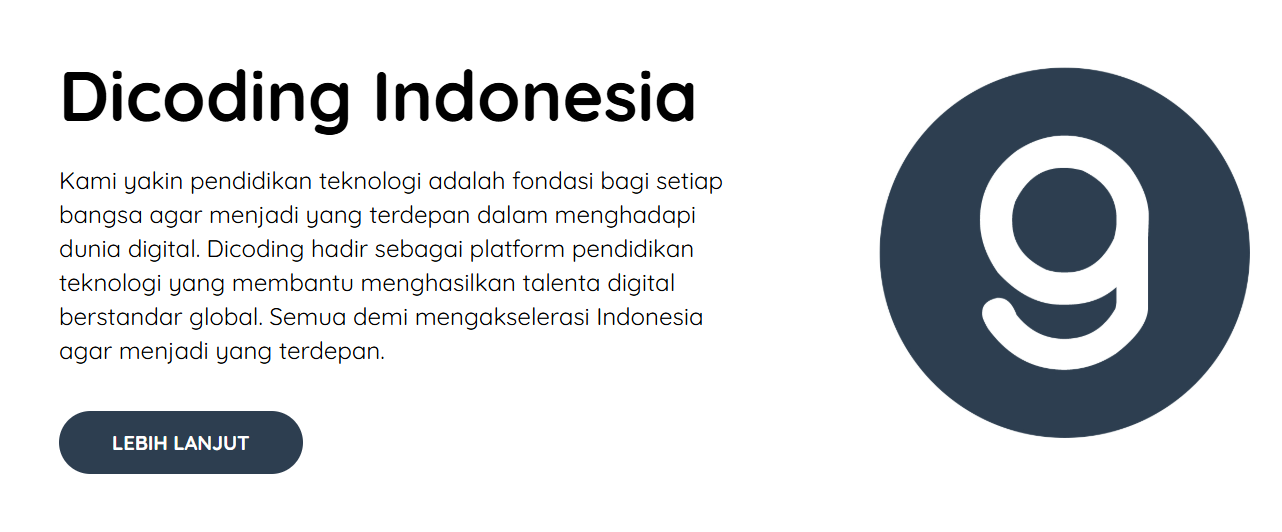 Dicoding Indonesia
Kami yakin pendidikan teknologi adalah fondasi bagi setiap
bangsa agar menjadi yang terdepan dalam menghadapi
dunia digital. Dicoding hadir sebagai platform pendidikan
teknologi yang membantu menghasilkan talenta digital
berstandar global. Semua demi mengakselerasi Indonesia
agar menjadi yang terdepan.
LEBIH LANJUT
g